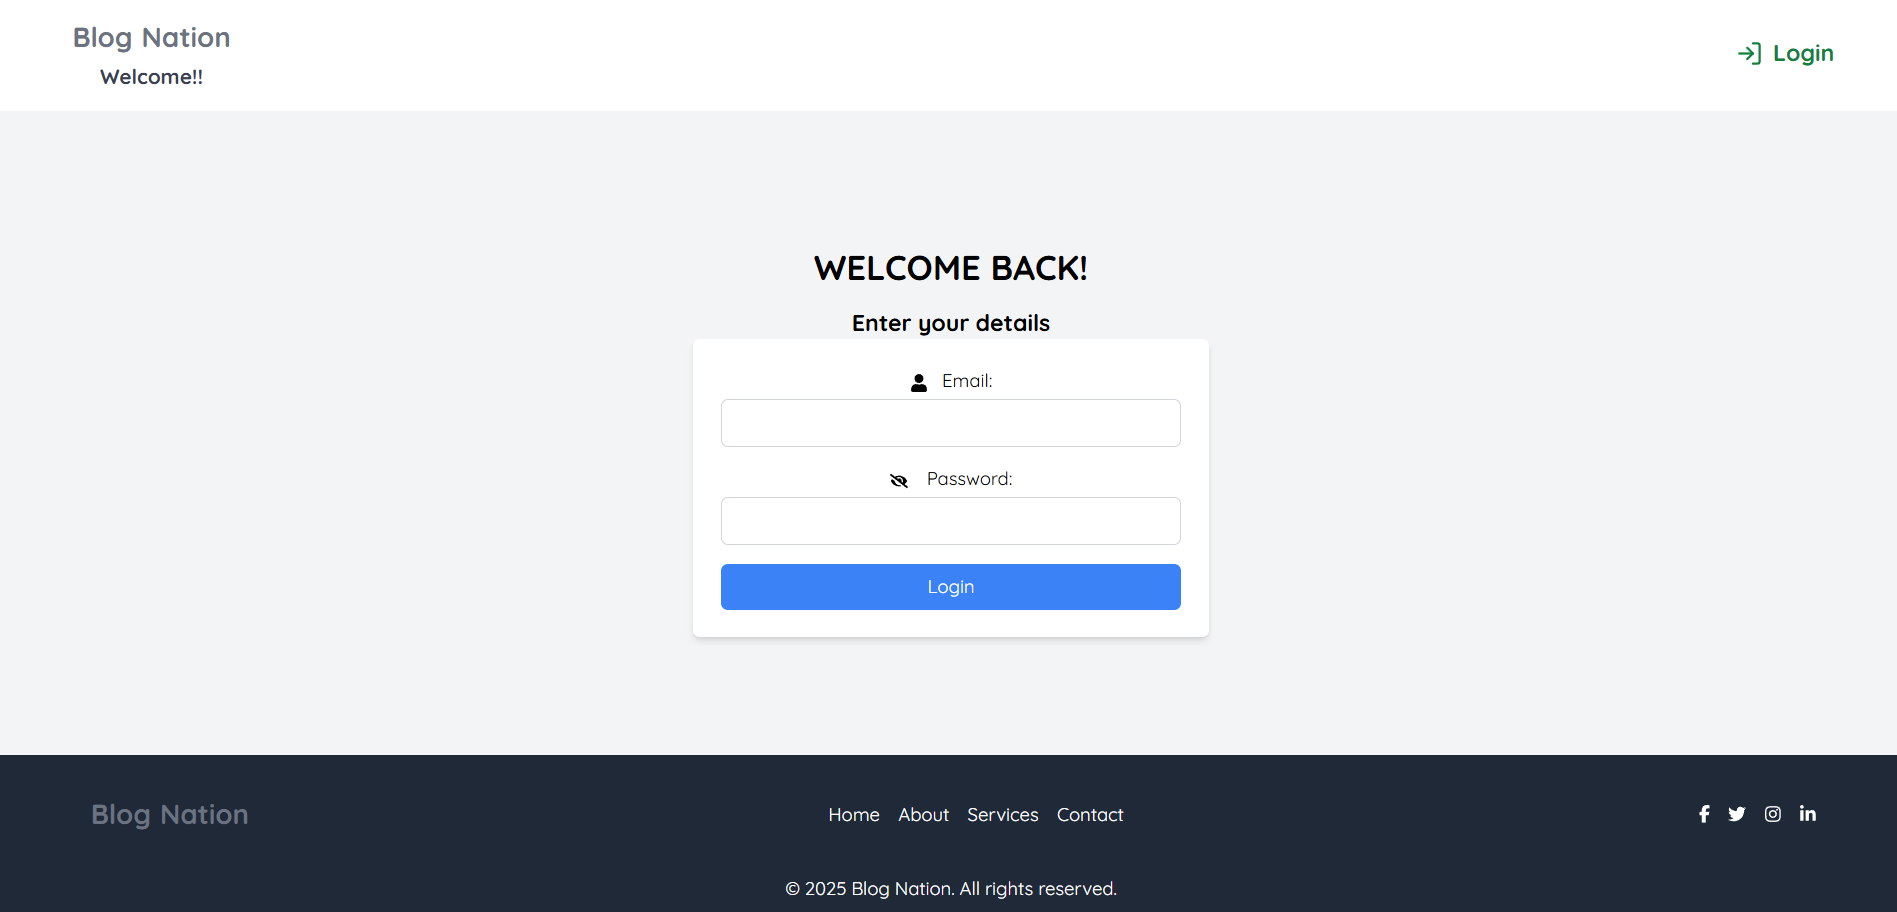 Blog Nation
Welcome!!
Login
WELCOME BACK!
Enter your details
Email:
Password:
Login
Blog Nation
Home About Services Contact
© 2025 Blog Nation. All rights reserved.